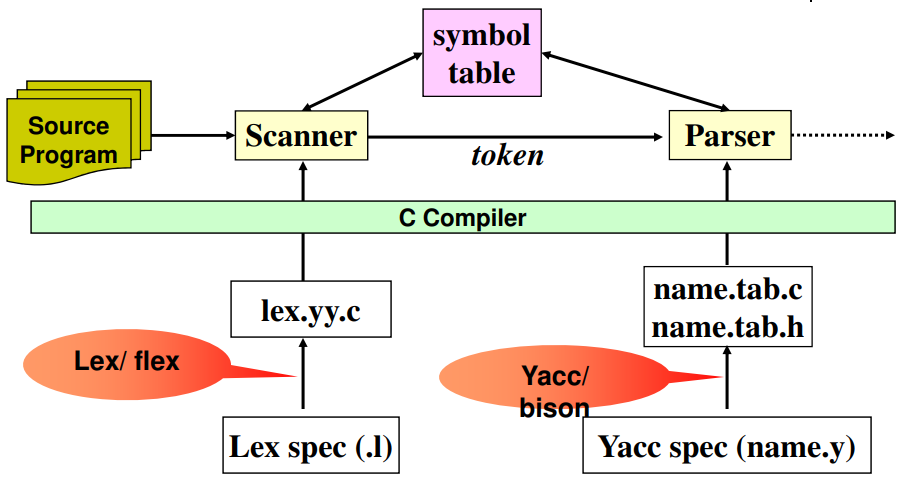 symbol
table
Source
Program
Scanner
token
Parser
C Compiler
lex.yy.c
name.tab.c
name.tab.h
Lex/ flex
Yacc/
bison
Lex spec (.l)
Yacc spec (name.y)